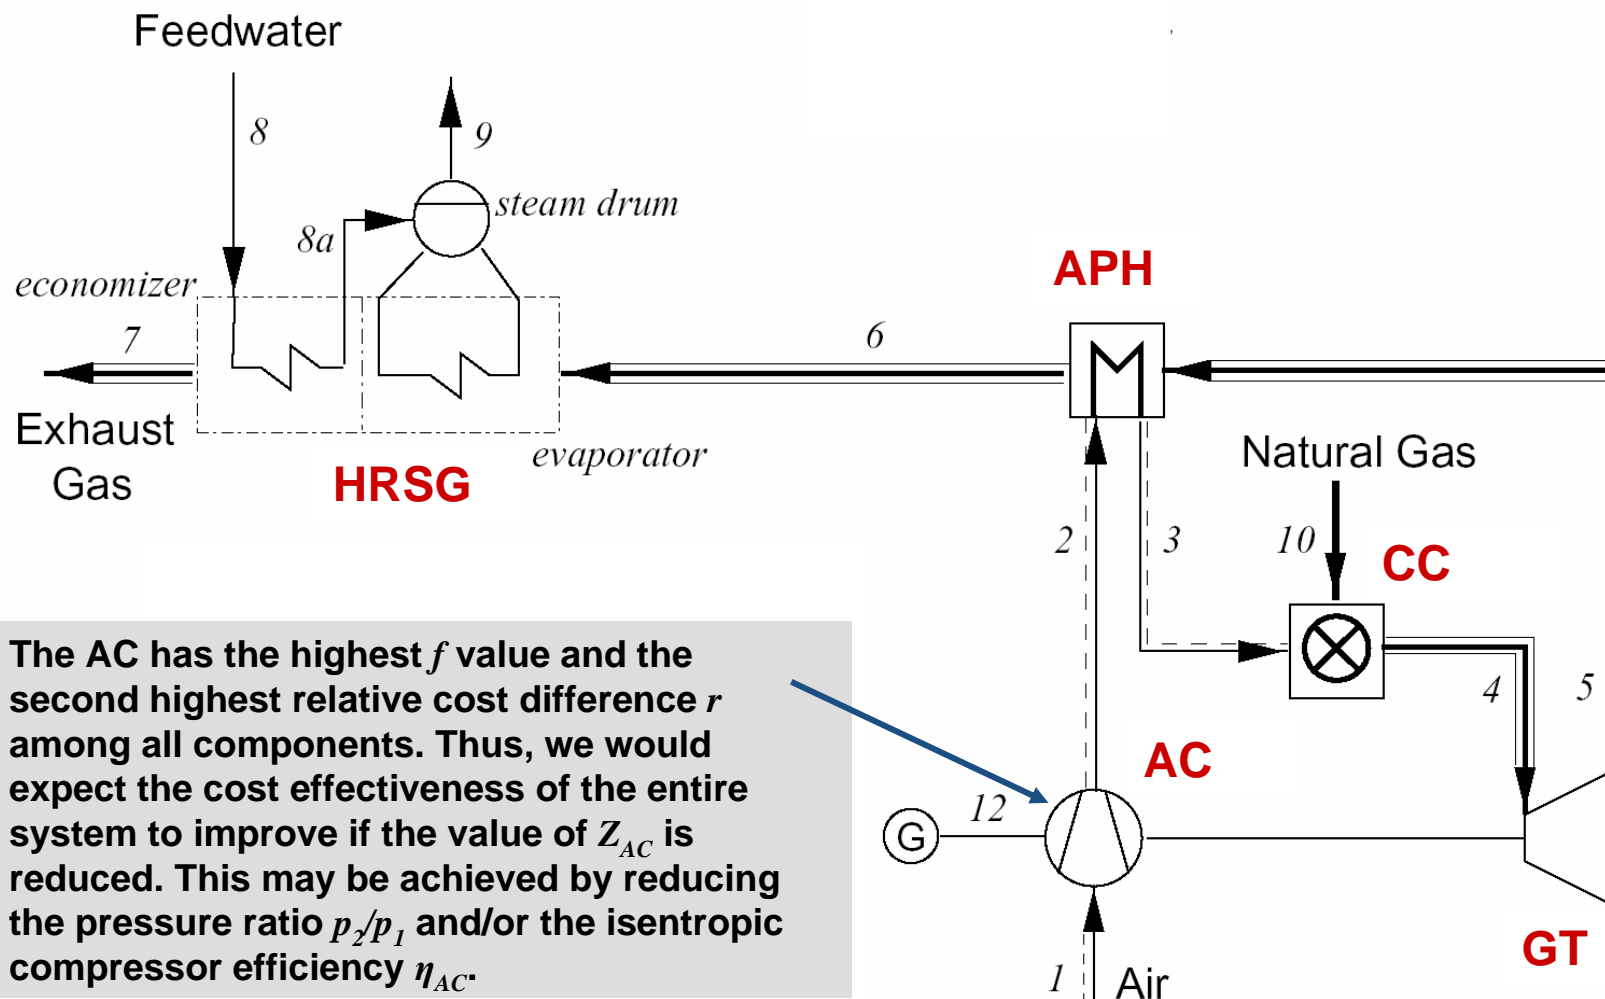 Feedwater
8
9
steam drum
8a
economizer
APH
7
6
Exhaust
Gas
evaporator
HRSG
Natural Gas
2
3
10
CC
4
5
The AC has the highest f value and the
second highest relative cost difference r
among all components. Thus, we would
expect the cost effectiveness of the entire
system to improve if the value of Z_AC is
reduced. This may be achieved by reducing
the pressure ratio p_2/p_1 and/or the isentropic
compressor efficiency η_AC.
AC
12
G
GT
1
Air